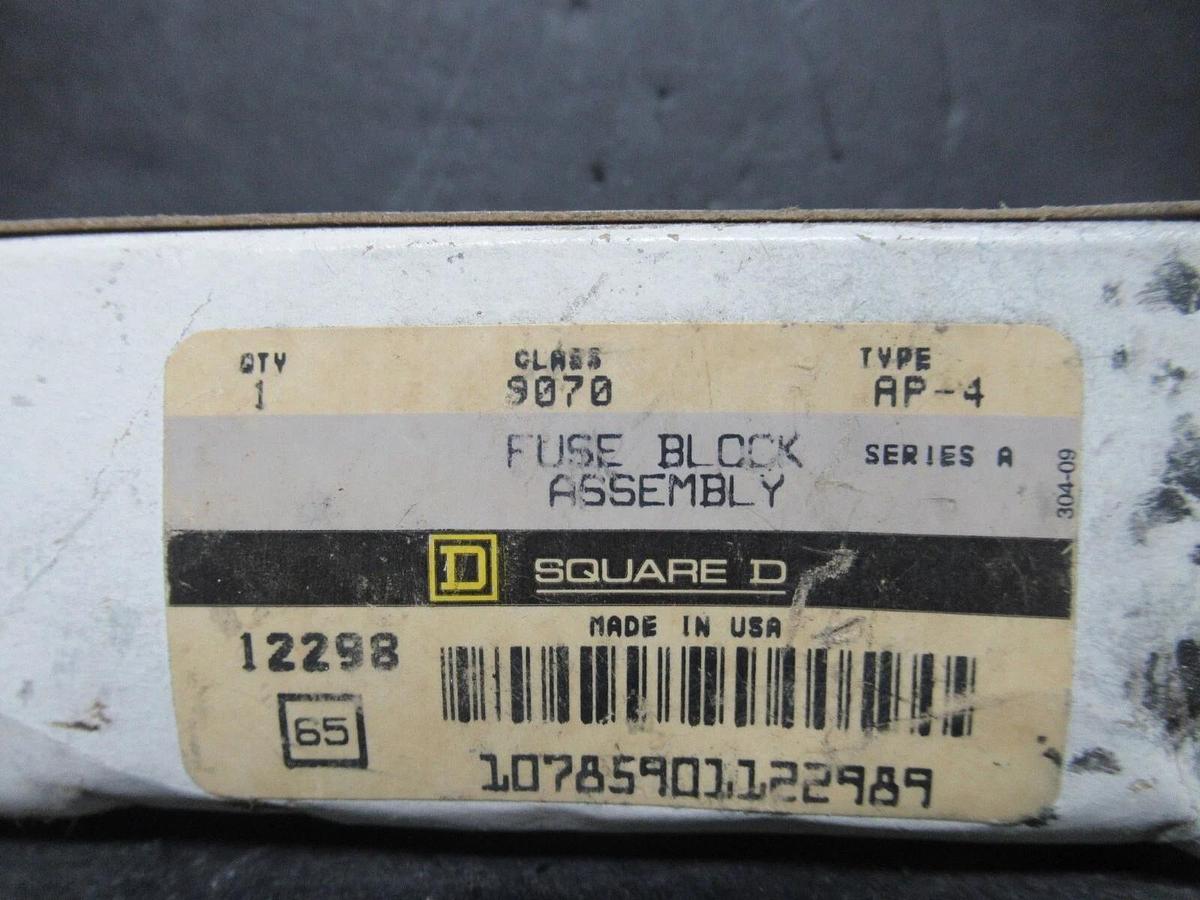 QTY CLASS TYPE
1 9070 AP-4
FUSE BLOCK SERIES A
ASSEMBLY
304-09
D SQUARE D
MADE IN USA
12298
65
10785901122989